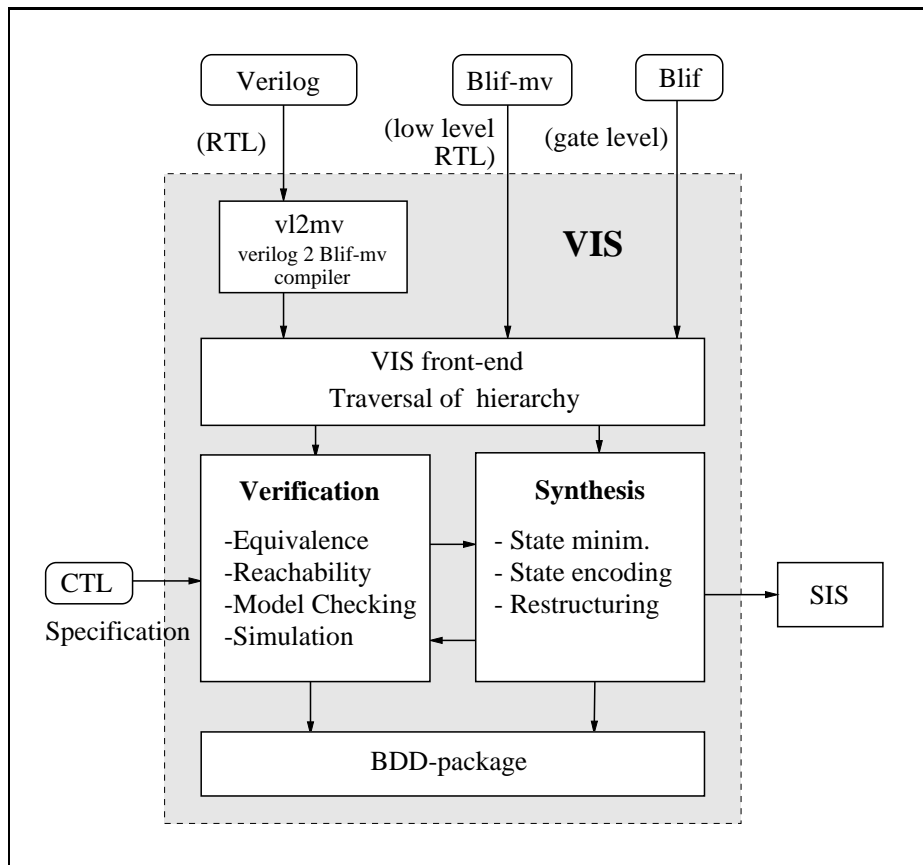 Verilog
Blif-mv
Blif
(RTL)
(low level
RTL)
(gate level)
vl2mv
verilog 2 Blif-mv
compiler
VIS
VIS front-end
Traversal of hierarchy
Verification
-Equivalence
-Reachability
-Model Checking
-Simulation
Synthesis
- State minim.
- State encoding
- Restructuring
CTL
Specification
SIS
BDD-package